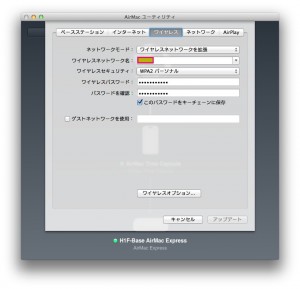 AirMac ユーティリティ
ベースステーション インターネット ワイヤレス ネットワーク AirPlay
ネットワークモード： ワイヤレスネットワークを拡張
ワイヤレスネットワーク名：
ワイヤレスセキュリティ： WPA2 パーソナル
ワイヤレスパスワード： ••••••••••••
パスワードを確認： ••••••••••••
このパスワードをキーチェーンに保存
ゲストネットワークを使用：
ワイヤレスオプション...
キャンセル アップデート
H1F-Base AirMac Express
AirMac Express